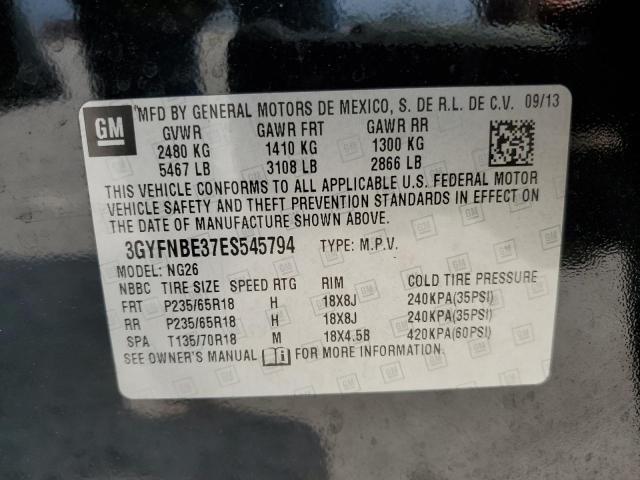 GM
MFD BY GENERAL MOTORS DE MEXICO, S. DE R.L. DE C.V. 09/13
GVWR GAWR FRT GAWR RR
2480 KG 1410 KG 1300 KG
5467 LB 3108 LB 2866 LB
THIS VEHICLE CONFORMS TO ALL APPLICABLE U.S. FEDERAL MOTOR
VEHICLE SAFETY AND THEFT PREVENTION STANDARDS IN EFFECT ON
THE DATE OF MANUFACTURE SHOWN ABOVE.
3GYFNBE37ES545794 TYPE: M.P.V.
MODEL: NG26
NBBC TIRE SIZE SPEED RTG RIM COLD TIRE PRESSURE
FRT P235/65R18 H 18X8J 240KPA(35PSI)
RR P235/65R18 H 18X8J 240KPA(35PSI)
SPA T135/70R18 M 18X4.5B 420KPA(60PSI)
SEE OWNER'S MANUAL i FOR MORE INFORMATION.